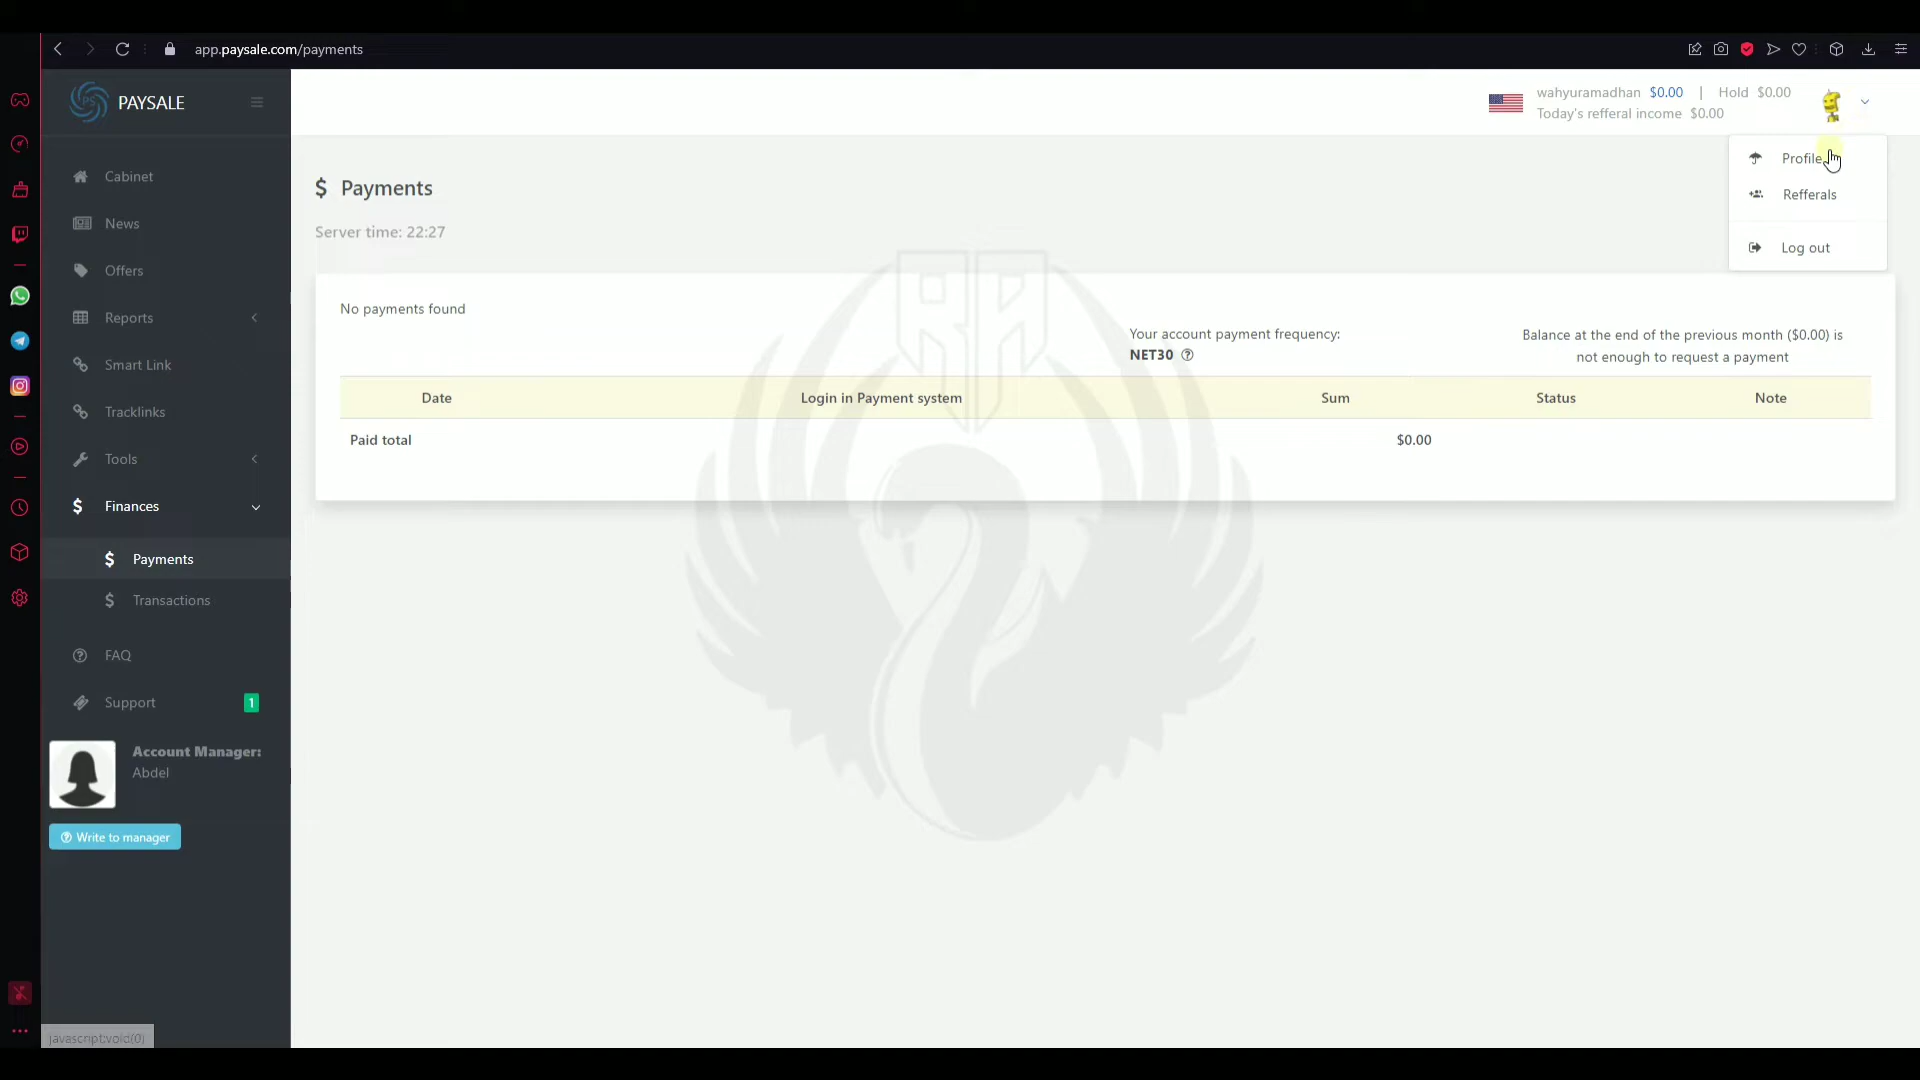 app.paysale.com/payments
PAYSALE
wahyuramadhan $0.00 | Hold $0.00
Today's refferal income $0.00
Profile
Refferals
Log out
Cabinet
News
Offers
Reports
Smart Link
Tracklinks
Tools
$ Finances
$ Payments
$ Transactions
FAQ
Support 1
Account Manager:
Abdel
Write to manager
javascript:void(0)
$ Payments
Server time: 22:27
No payments found
Your account payment frequency:
NET30
Balance at the end of the previous month ($0.00) is
not enough to request a payment
Date Login in Payment system Sum Status Note
Paid total $0.00